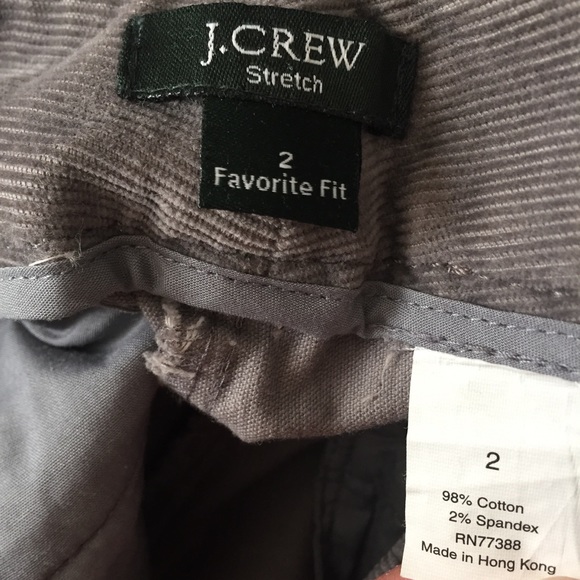 J.CREW
Stretch
2
Favorite Fit
2
98% Cotton
2% Spandex
RN77388
Made in Hong Kong